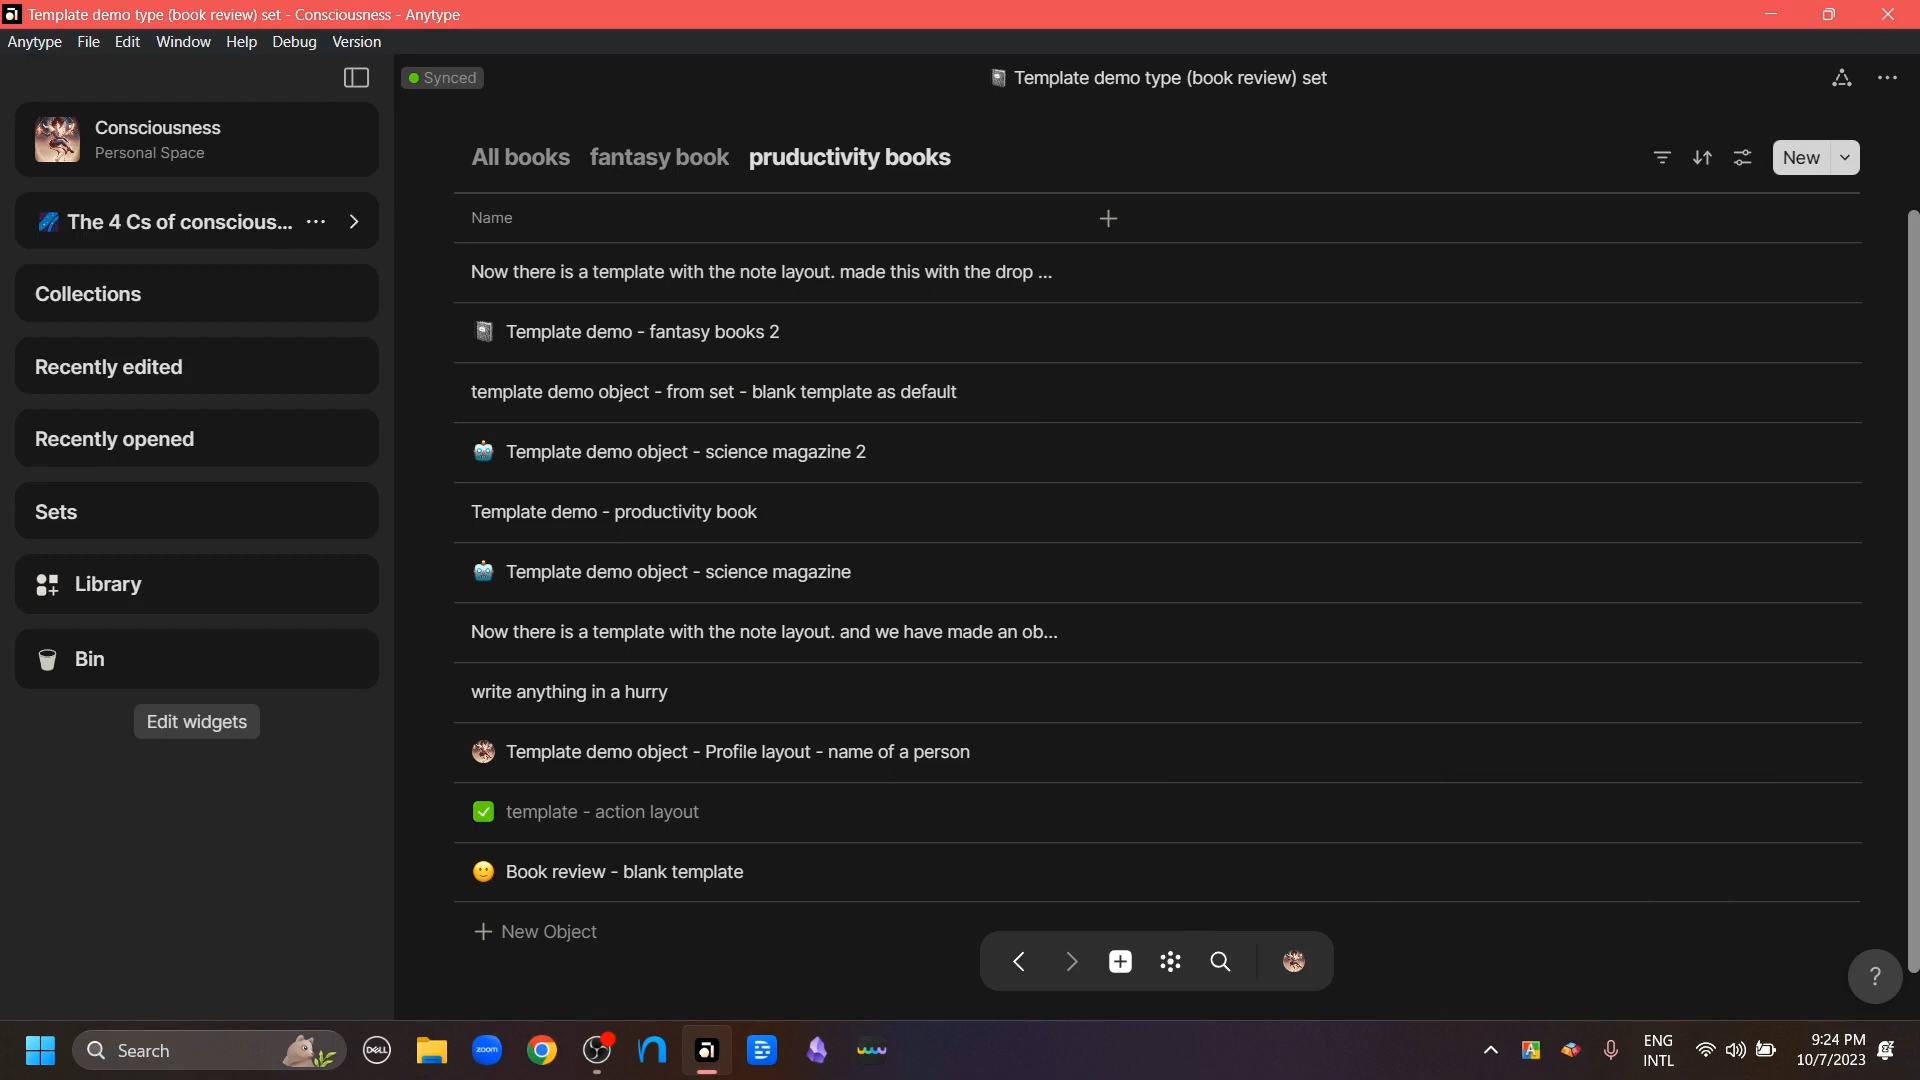 Template demo type (book review) set - Consciousness - Anytype
Anytype File Edit Window Help Debug Version
Synced
Template demo type (book review) set
Consciousness
Personal Space
The 4 Cs of conscious...
Collections
Recently edited
Recently opened
Sets
Library
Bin
Edit widgets
All books fantasy book pruductivity books
New
Name
Now there is a template with the note layout. made this with the drop ...
Template demo - fantasy books 2
template demo object - from set - blank template as default
Template demo object - science magazine 2
Template demo - productivity book
Template demo object - science magazine
Now there is a template with the note layout. and we have made an ob...
write anything in a hurry
Template demo object - Profile layout - name of a person
template - action layout
Book review - blank template
New Object
?
Search
DELL
zoom
ENG
INTL
9:24 PM
10/7/2023